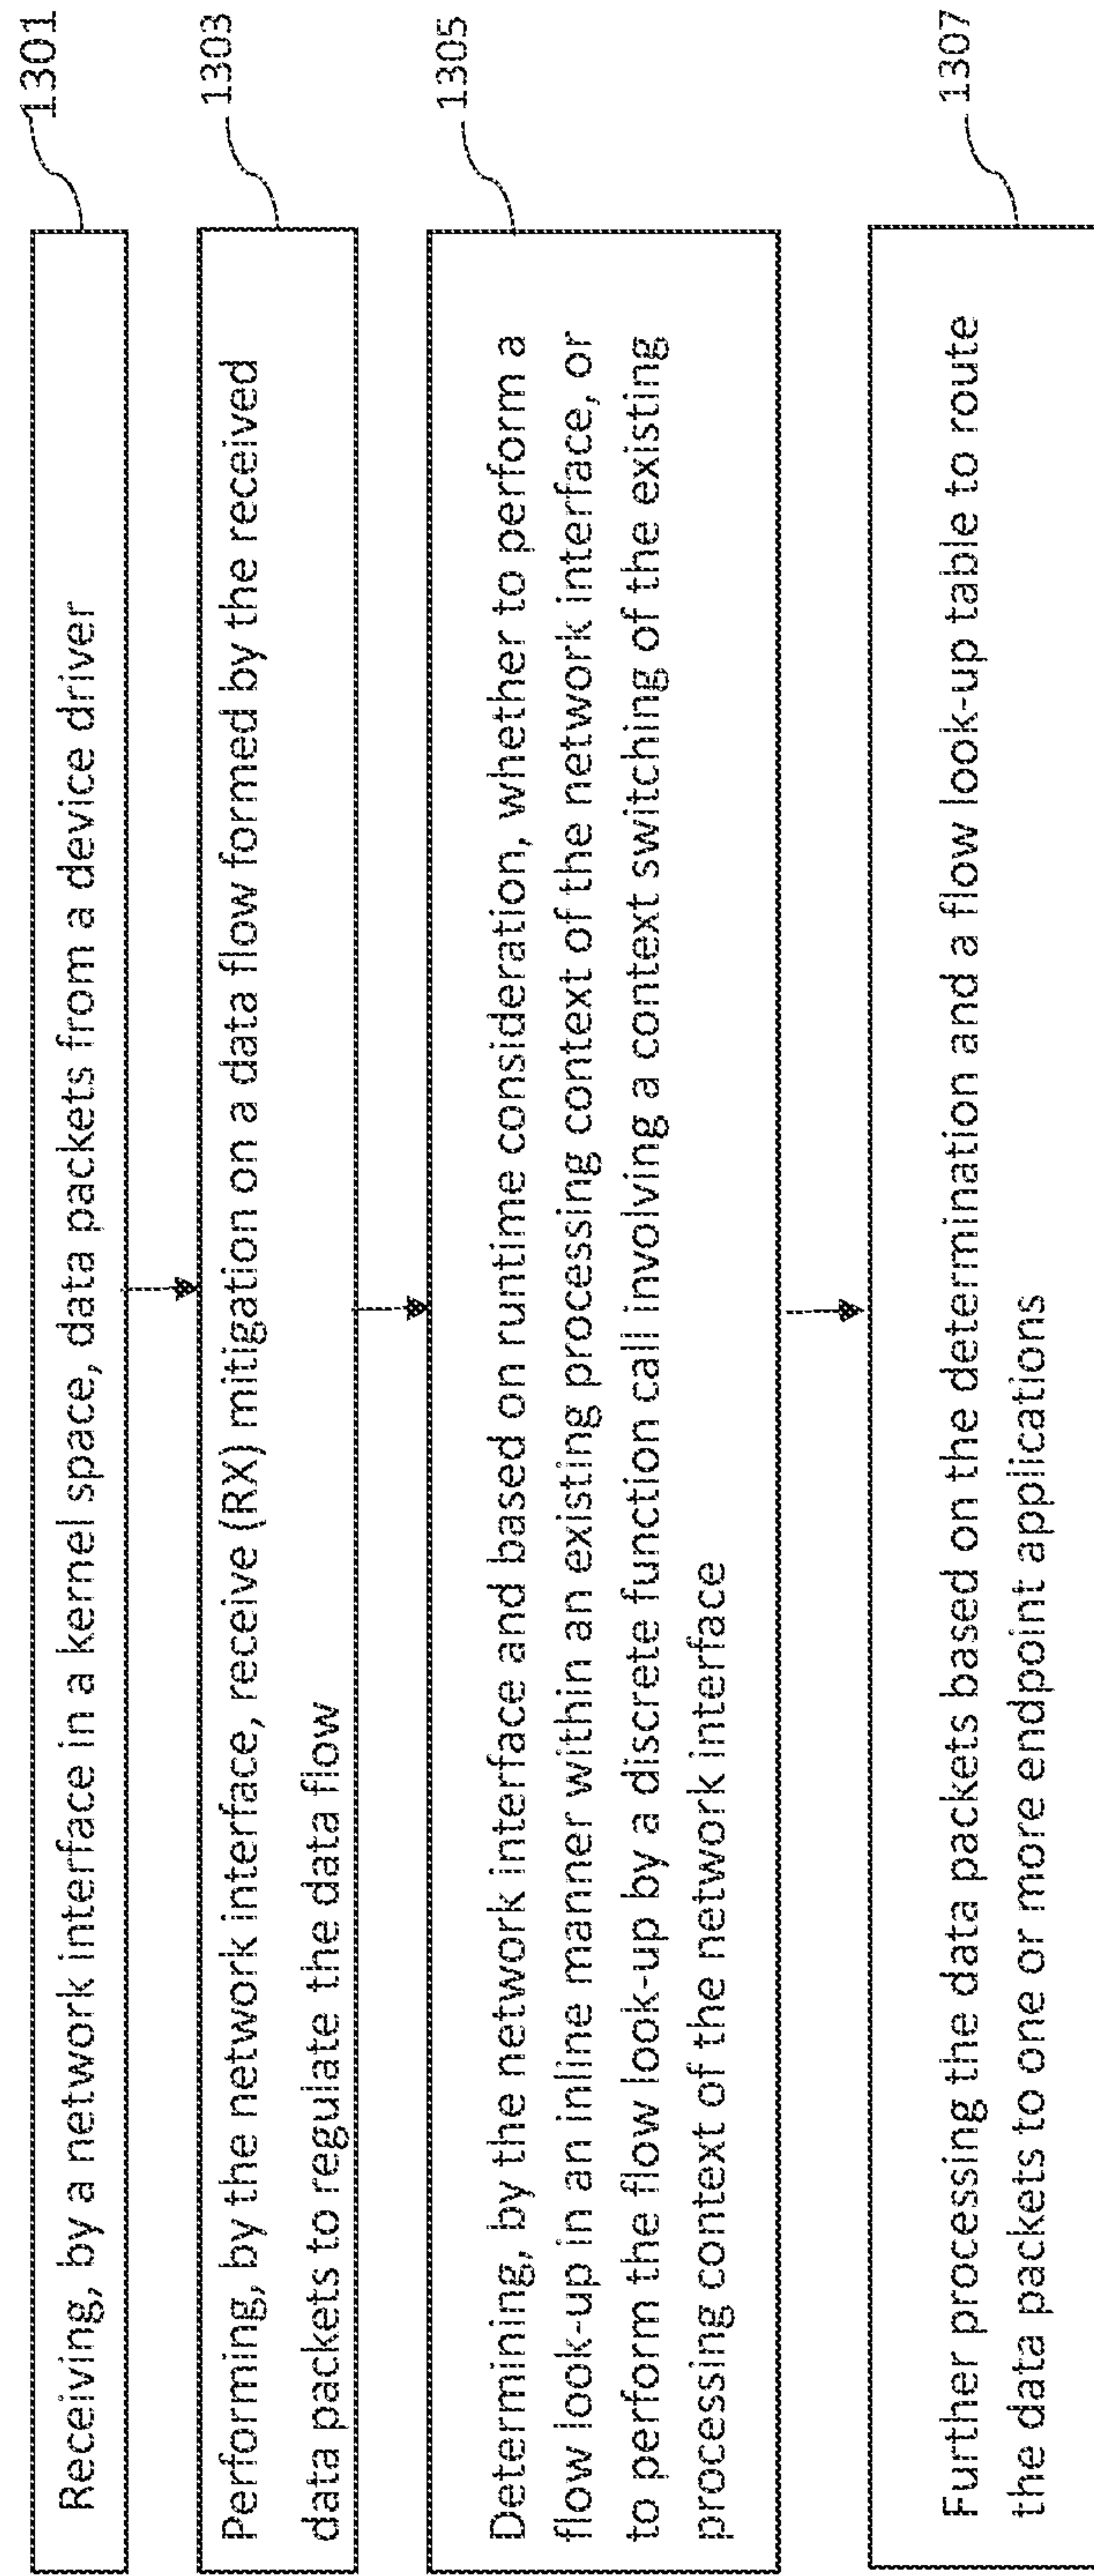 1301
Receiving, by a network interface in a kernel space, data packets from a device driver
1303
Performing, by the network interface, receive (RX) mitigation on a data flow formed by the received
data packets to regulate the data flow
1305
Determining, by the network interface and based on runtime consideration, whether to perform a
flow look-up in an inline manner within an existing processing context of the network interface, or
to perform the flow look-up by a discrete function call involving a context switching of the existing
processing context of the network interface
1307
Further processing the data packets based on the determination and a flow look-up table to route
the data packets to one or more endpoint applications